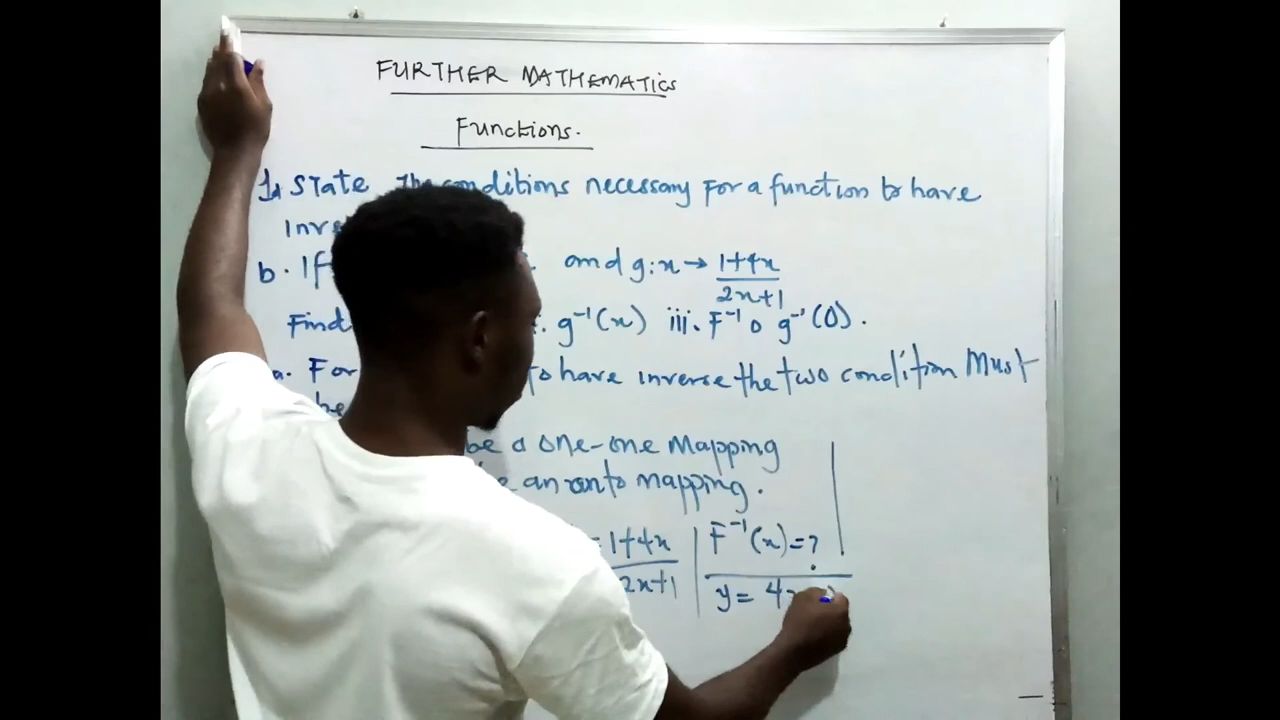 FURTHER MATHEMATICS
Functions.
1a State the conditions necessary for a function to have
b. If and g:x→ 1+4x / 2x+1
Find g⁻¹(x) iii. F⁻¹ o g⁻¹(0).
a. For to have inverse the two condition Must
be
be a one-one Mapping
an onto mapping.
= 1+4x / 2x+1
F⁻¹(x)=?
y = 4